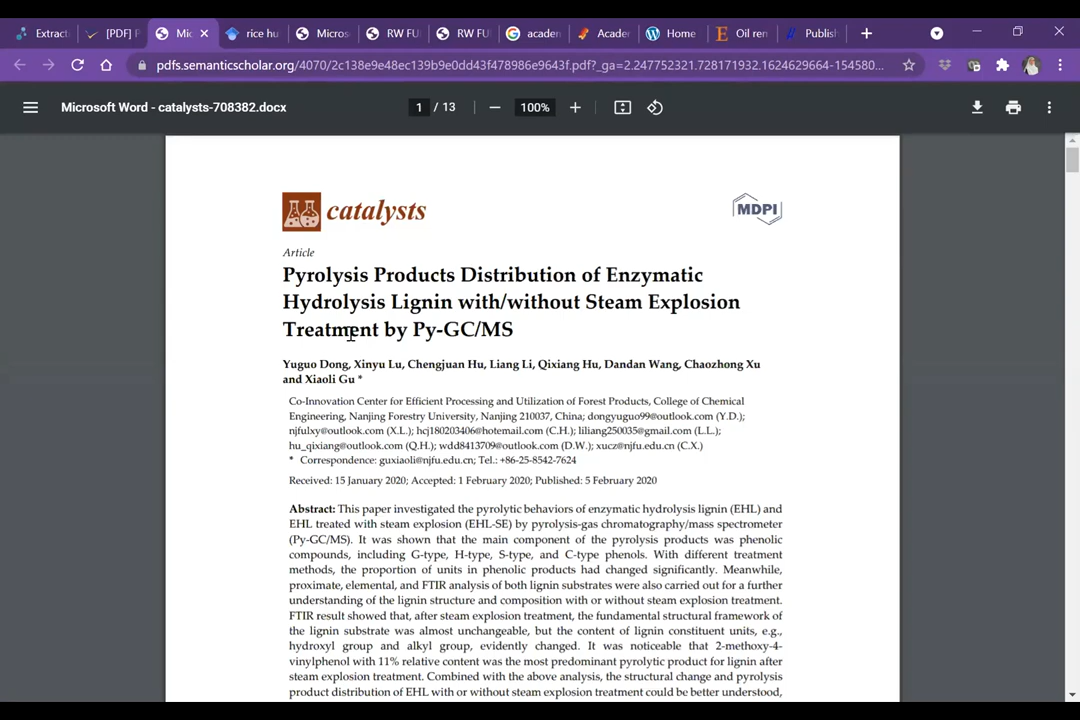 Extract
[PDF] P
Mic
rice hu
Micros
RW FU
RW FU
academ
Acade
Home
Oil ren
Publish
pdfs.semanticscholar.org/4070/2c138e9e48ec139b9e0dd43f478986e9643f.pdf?_ga=2.247752321.728171932.1624629664-154580...
Microsoft Word - catalysts-708382.docx
1 / 13
100%
catalysts
MDPI
Article
Pyrolysis Products Distribution of Enzymatic
Hydrolysis Lignin with/without Steam Explosion
Treatment by Py-GC/MS
Yuguo Dong, Xinyu Lu, Chengjuan Hu, Liang Li, Qixiang Hu, Dandan Wang, Chaozhong Xu
and Xiaoli Gu *
Co-Innovation Center for Efficient Processing and Utilization of Forest Products, College of Chemical
Engineering, Nanjing Forestry University, Nanjing 210037, China; dongyuguo99@outlook.com (Y.D.);
njfulxy@outlook.com (X.L.); hcj180203406@hotemail.com (C.H.); liliang250035@gmail.com (L.L.);
hu_qixiang@outlook.com (Q.H.); wdd8413709@outlook.com (D.W.); xucz@njfu.edu.cn (C.X.)
* Correspondence: guxiaoli@njfu.edu.cn; Tel.: +86-25-8542-7624
Received: 15 January 2020; Accepted: 1 February 2020; Published: 5 February 2020
Abstract: This paper investigated the pyrolytic behaviors of enzymatic hydrolysis lignin (EHL) and
EHL treated with steam explosion (EHL-SE) by pyrolysis-gas chromatography/mass spectrometer
(Py-GC/MS). It was shown that the main component of the pyrolysis products was phenolic
compounds, including G-type, H-type, S-type, and C-type phenols. With different treatment
methods, the proportion of units in phenolic products had changed significantly. Meanwhile,
proximate, elemental, and FTIR analysis of both lignin substrates were also carried out for a further
understanding of the lignin structure and composition with or without steam explosion treatment.
FTIR result showed that, after steam explosion treatment, the fundamental structural framework of
the lignin substrate was almost unchangeable, but the content of lignin constituent units, e.g.,
hydroxyl group and alkyl group, evidently changed. It was noticeable that 2-methoxy-4-
vinylphenol with 11% relative content was the most predominant pyrolytic product for lignin after
steam explosion treatment. Combined with the above analysis, the structural change and pyrolysis
product distribution of EHL with or without steam explosion treatment could be better understood,